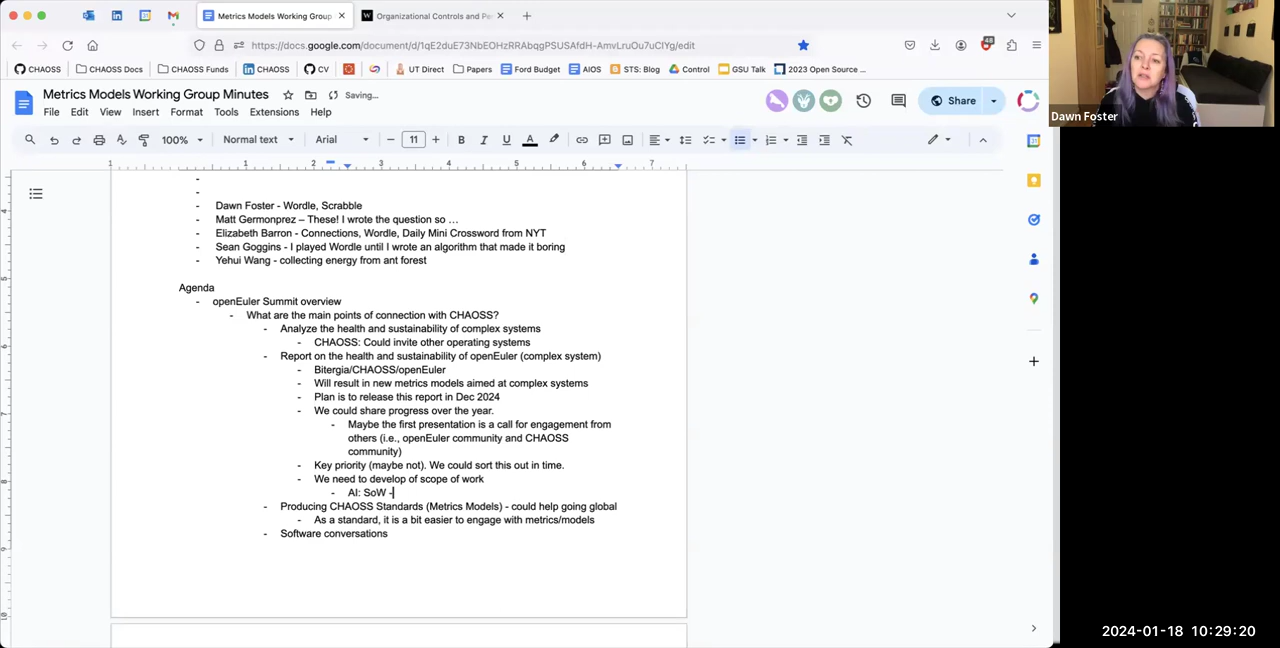 Metrics Models Working Group
Organizational Controls and Pe
https://docs.google.com/document/d/1qE2duE73NbEOHzRRAbqgPSUSAfdH-AmvLruOu7uClYg/edit
48
CHAOSS
CHAOSS Docs
CHAOSS Funds
CHAOSS
CV
UT Direct
Papers
Ford Budget
AIOS
STS: Blog
Control
GSU Talk
2023 Open Source ...
Metrics Models Working Group Minutes
Saving...
File Edit View Insert Format Tools Extensions Help
Share
100%
Normal text
Arial
11
1 1 2 3 4 5 6 7
- Dawn Foster - Wordle, Scrabble
- Matt Germonprez – These! I wrote the question so …
- Elizabeth Barron - Connections, Wordle, Daily Mini Crossword from NYT
- Sean Goggins - I played Wordle until I wrote an algorithm that made it boring
- Yehui Wang - collecting energy from ant forest
Agenda
- openEuler Summit overview
- What are the main points of connection with CHAOSS?
- Analyze the health and sustainability of complex systems
- CHAOSS: Could invite other operating systems
- Report on the health and sustainability of openEuler (complex system)
- Bitergia/CHAOSS/openEuler
- Will result in new metrics models aimed at complex systems
- Plan is to release this report in Dec 2024
- We could share progress over the year.
- Maybe the first presentation is a call for engagement from
others (i.e., openEuler community and CHAOSS
community)
- Key priority (maybe not). We could sort this out in time.
- We need to develop of scope of work
- AI: SoW -
- Producing CHAOSS Standards (Metrics Models) - could help going global
- As a standard, it is a bit easier to engage with metrics/models
- Software conversations
Dawn Foster
2024-01-18 10:29:20